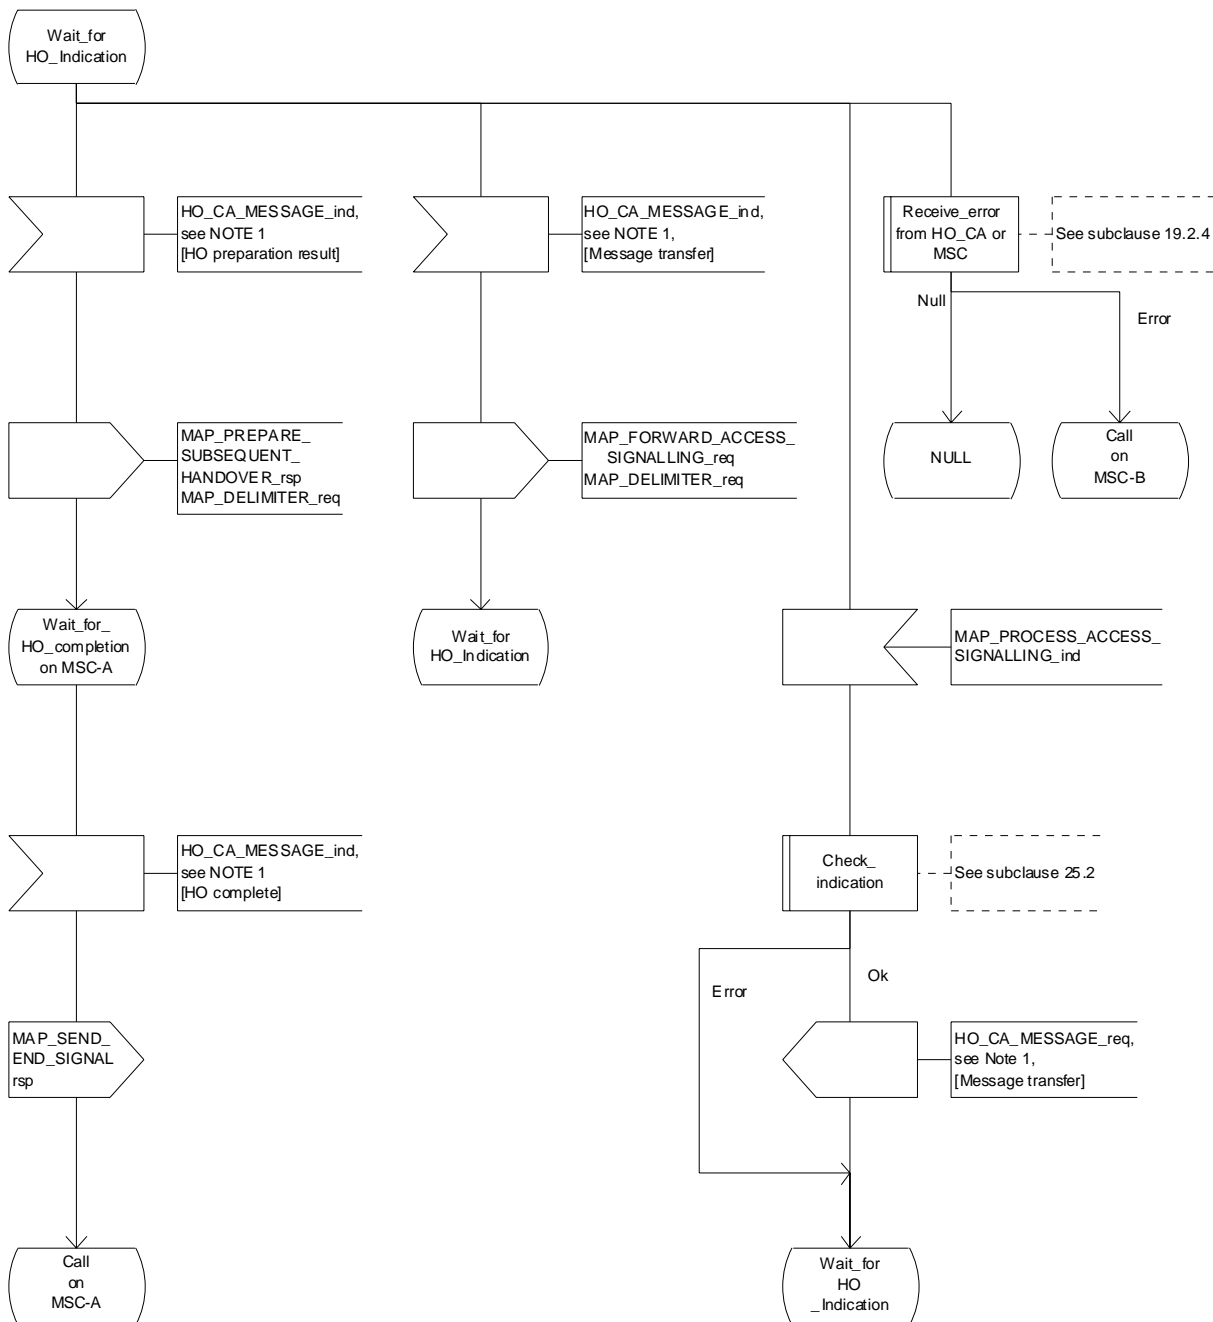 Wait_for
HO_Indication
HO_CA_MESSAGE_ind,
see NOTE 1
[HO preparation result]
HO_CA_MESSAGE_ind,
see NOTE 1,
[Message transfer]
Receive_error
from HO_CA or
MSC
See subclause 19.2.4
Null
Error
MAP_PREPARE_
SUBSEQUENT_
HANDOVER_rsp
MAP_DELIMITER_req
MAP_FORWARD_ACCESS_
SIGNALLING_req
MAP_DELIMITER_req
NULL
Call
on
MSC-B
Wait_for_
HO_completion
on MSC-A
Wait_for
HO_Indication
MAP_PROCESS_ACCESS_
SIGNALLING_ind
HO_CA_MESSAGE_ind,
see NOTE 1
[HO complete]
Check_
indication
See subclause 25.2
Error
Ok
MAP_SEND_
END_SIGNAL
rsp
HO_CA_MESSAGE_req,
see Note 1,
[Message transfer]
Call
on
MSC-A
Wait_for
HO
_Indication